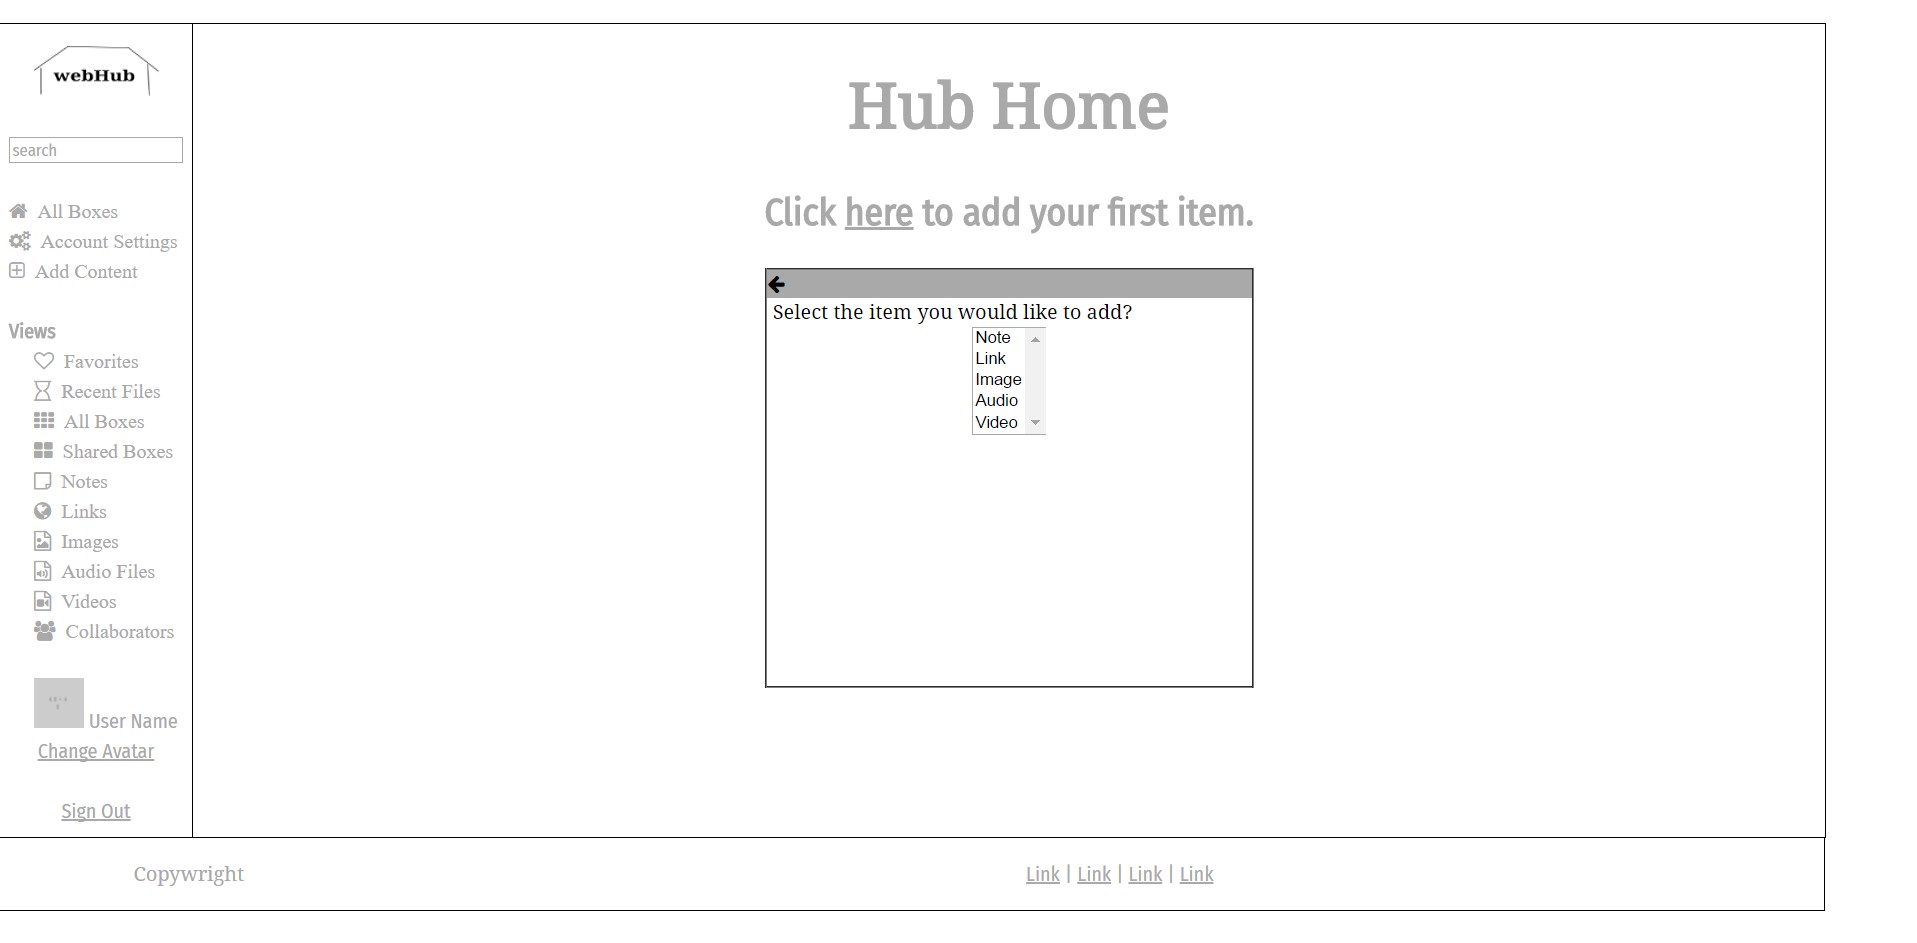 webHub
search
All Boxes
Account Settings
Add Content
Views
Favorites
Recent Files
All Boxes
Shared Boxes
Notes
Links
Images
Audio Files
Videos
Collaborators
User Name
Change Avatar
Sign Out
Hub Home
Click here to add your first item.
Select the item you would like to add?
Note
Link
Image
Audio
Video
Copywright
Link | Link | Link | Link